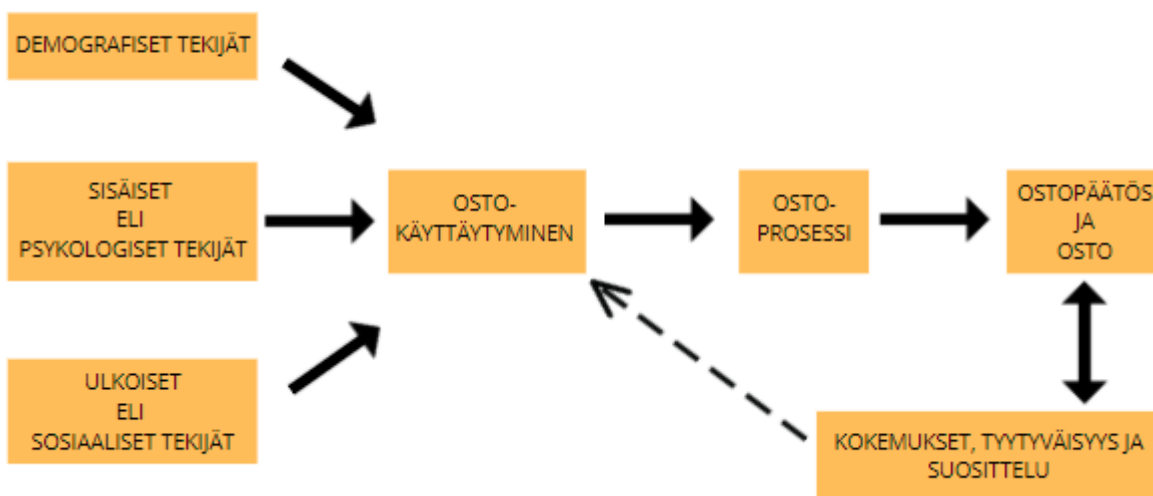 DEMOGRAFISET TEKIJÄT
SISÄISET
ELI
PSYKOLOGISET TEKIJÄT
ULKOISET
ELI
SOSIAALISET TEKIJÄT
OSTO-
KÄYTTÄYTYMINEN
OSTO-
PROSESSI
OSTOPÄÄTÖS
JA
OSTO
KOKEMUKSET, TYYTYVÄISYYS JA
SUOSITTELU